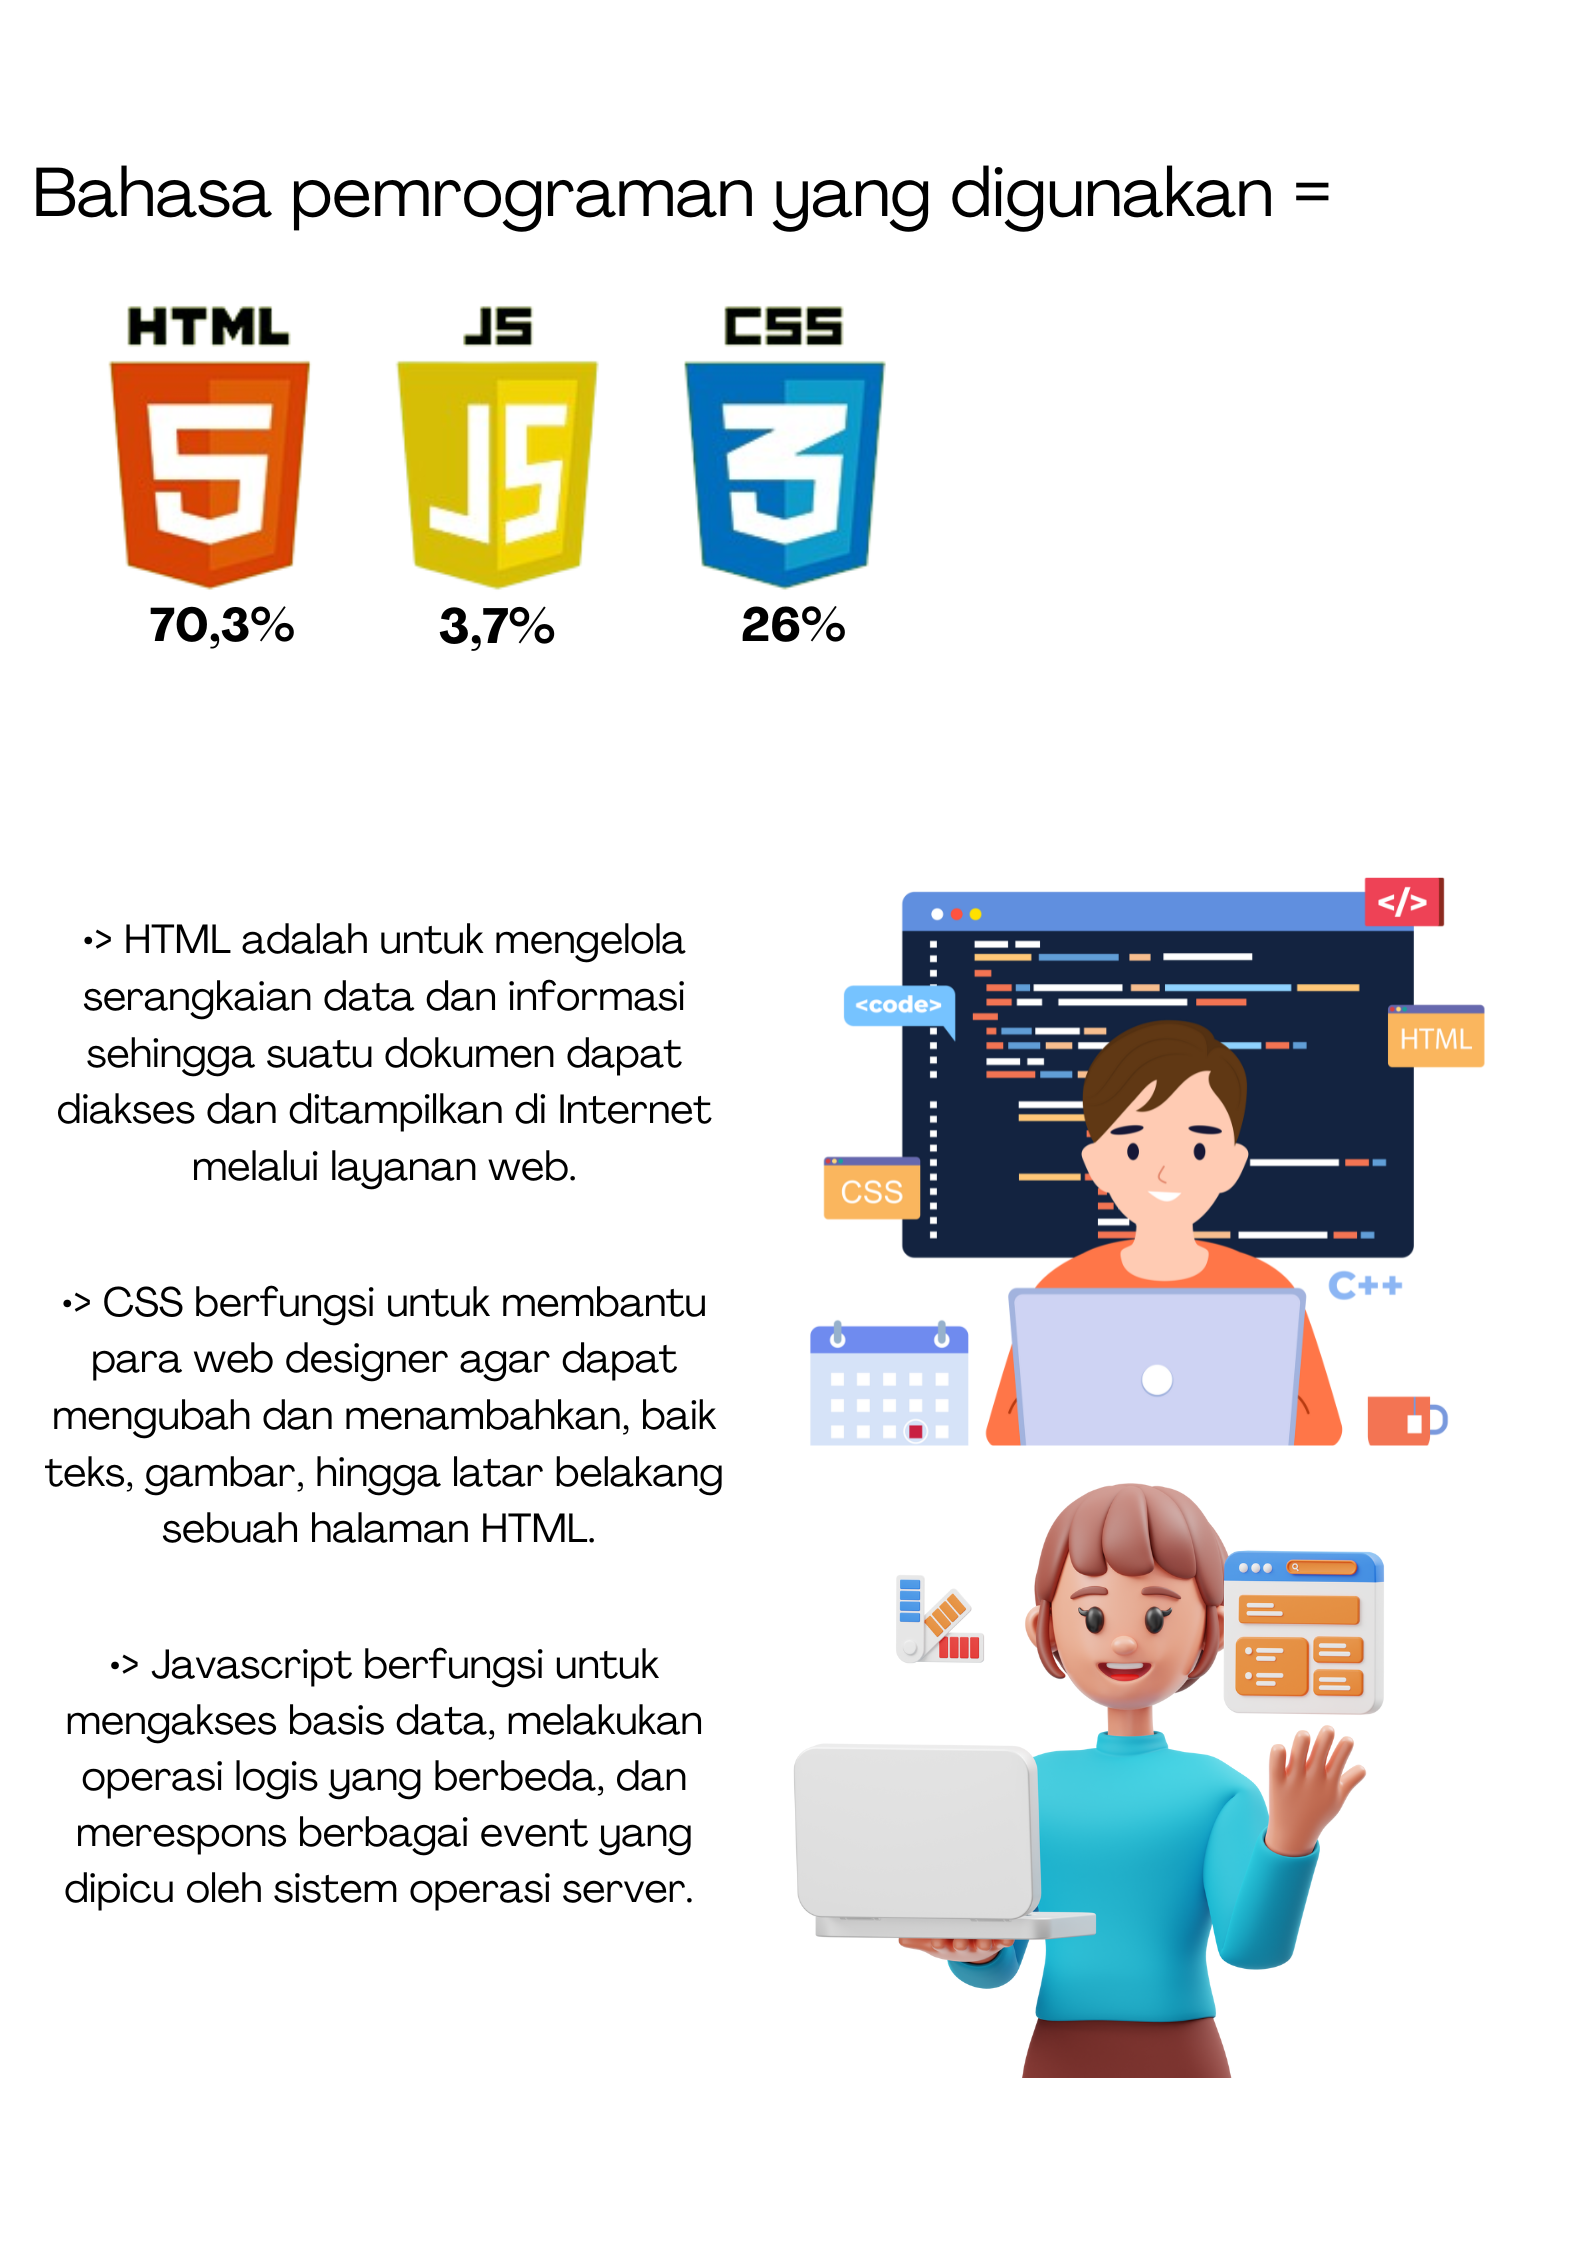 Bahasa pemrograman yang digunakan =
HTML JS CSS
5 JS 3
70,3% 3,7% 26%
•> HTML adalah untuk mengelola
serangkaian data dan informasi
sehingga suatu dokumen dapat
diakses dan ditampilkan di Internet
melalui layanan web.
•> CSS berfungsi untuk membantu
para web designer agar dapat
mengubah dan menambahkan, baik
teks, gambar, hingga latar belakang
sebuah halaman HTML.
•> Javascript berfungsi untuk
mengakses basis data, melakukan
operasi logis yang berbeda, dan
merespons berbagai event yang
dipicu oleh sistem operasi server.
</>
<code>
HTML
CSS
C++